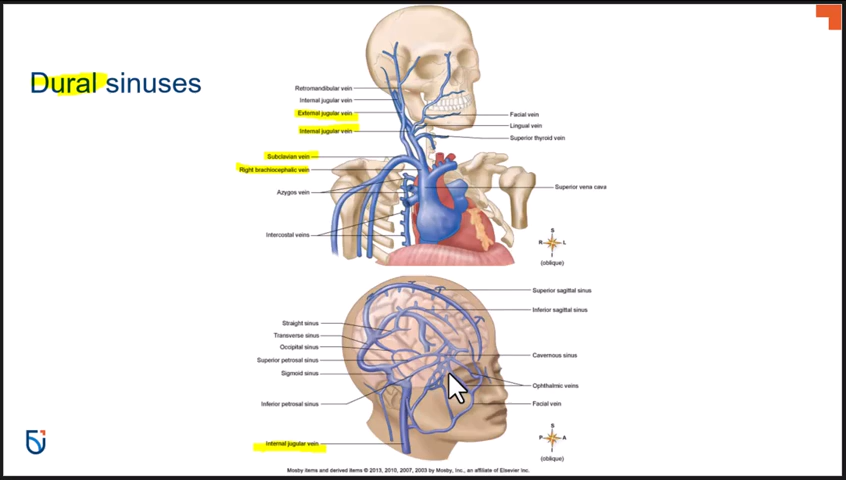 Dural sinuses
Retromandibular vein
Internal jugular vein
External jugular vein
Internal jugular vein
Subclavian vein
Right brachiocephalic vein
Azygos vein
Intercostal veins
Facial vein
Lingual vein
Superior thyroid vein
Superior vena cava
S
R L
I
(oblique)
Straight sinus
Transverse sinus
Occipital sinus
Superior petrosal sinus
Sigmoid sinus
Inferior petrosal sinus
Internal jugular vein
Superior sagittal sinus
Inferior sagittal sinus
Cavernous sinus
Ophthalmic veins
Facial vein
S
P A
I
(oblique)
Mosby items and derived items © 2013, 2010, 2007, 2003 by Mosby, Inc., an affiliate of Elsevier Inc.